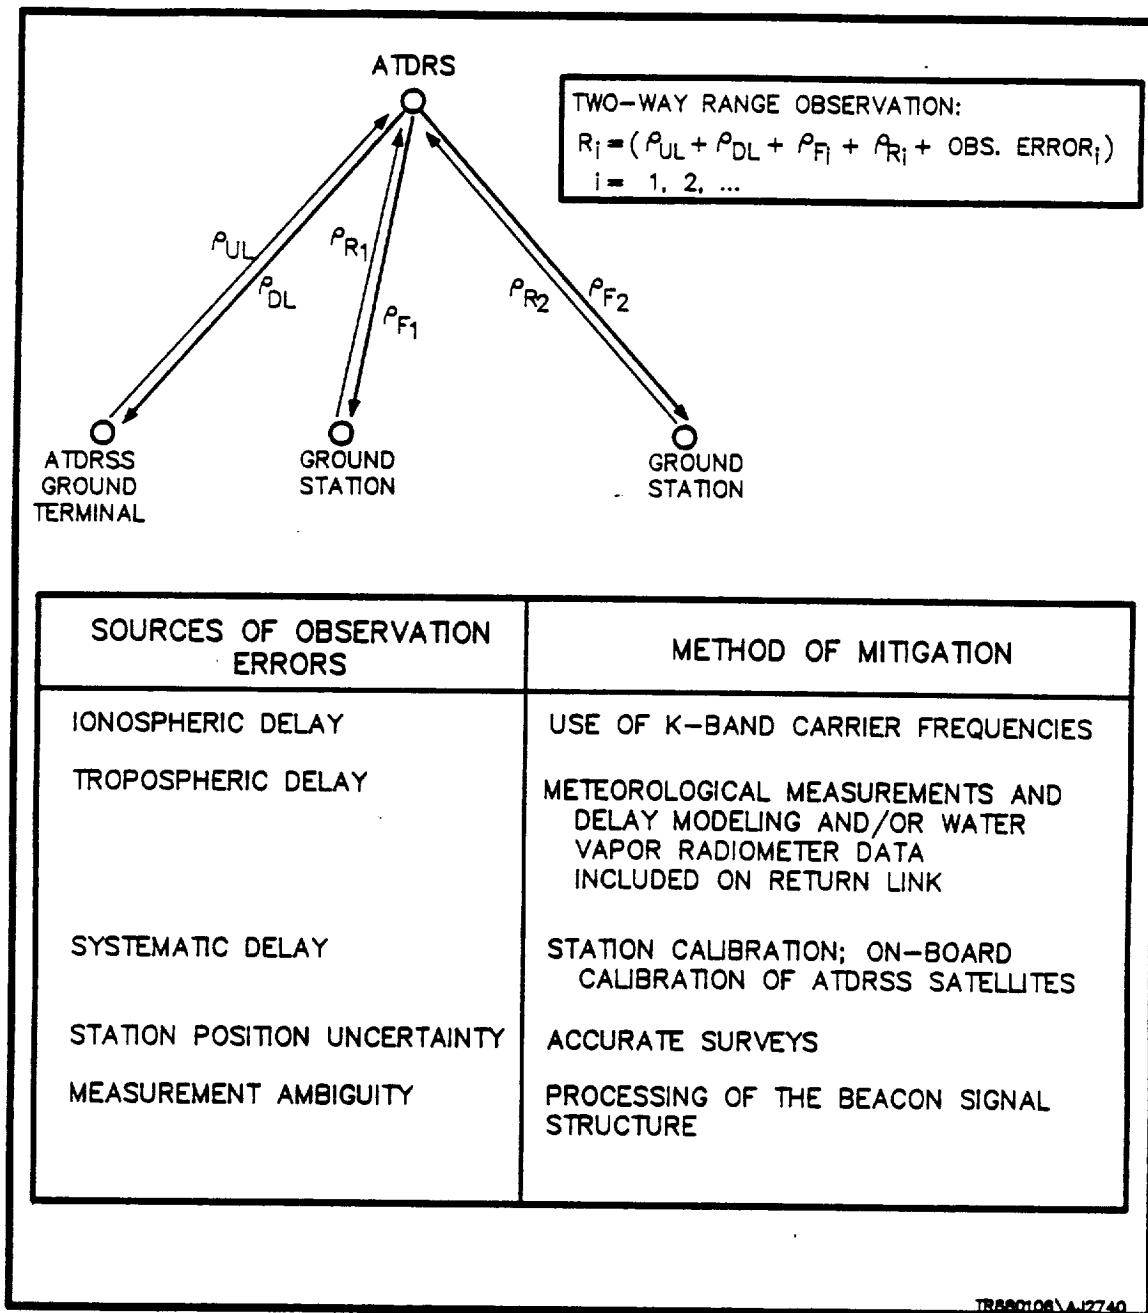 ATDRS
TWO-WAY RANGE OBSERVATION:
Rᵢ = (ρUL + ρDL + ρFᵢ + ρRᵢ + OBS. ERRORᵢ)
i = 1, 2, ...
ρUL
ρDL
ρR1
ρF1
ρR2
ρF2
ATDRSS
GROUND
TERMINAL
GROUND
STATION
GROUND
STATION
SOURCES OF OBSERVATION
ERRORS
METHOD OF MITIGATION
IONOSPHERIC DELAY
USE OF K-BAND CARRIER FREQUENCIES
TROPOSPHERIC DELAY
METEOROLOGICAL MEASUREMENTS AND
DELAY MODELING AND/OR WATER
VAPOR RADIOMETER DATA
INCLUDED ON RETURN LINK
SYSTEMATIC DELAY
STATION CALIBRATION; ON-BOARD
CALIBRATION OF ATDRSS SATELLITES
STATION POSITION UNCERTAINTY
ACCURATE SURVEYS
MEASUREMENT AMBIGUITY
PROCESSING OF THE BEACON SIGNAL
STRUCTURE
TR880106\AJ2740